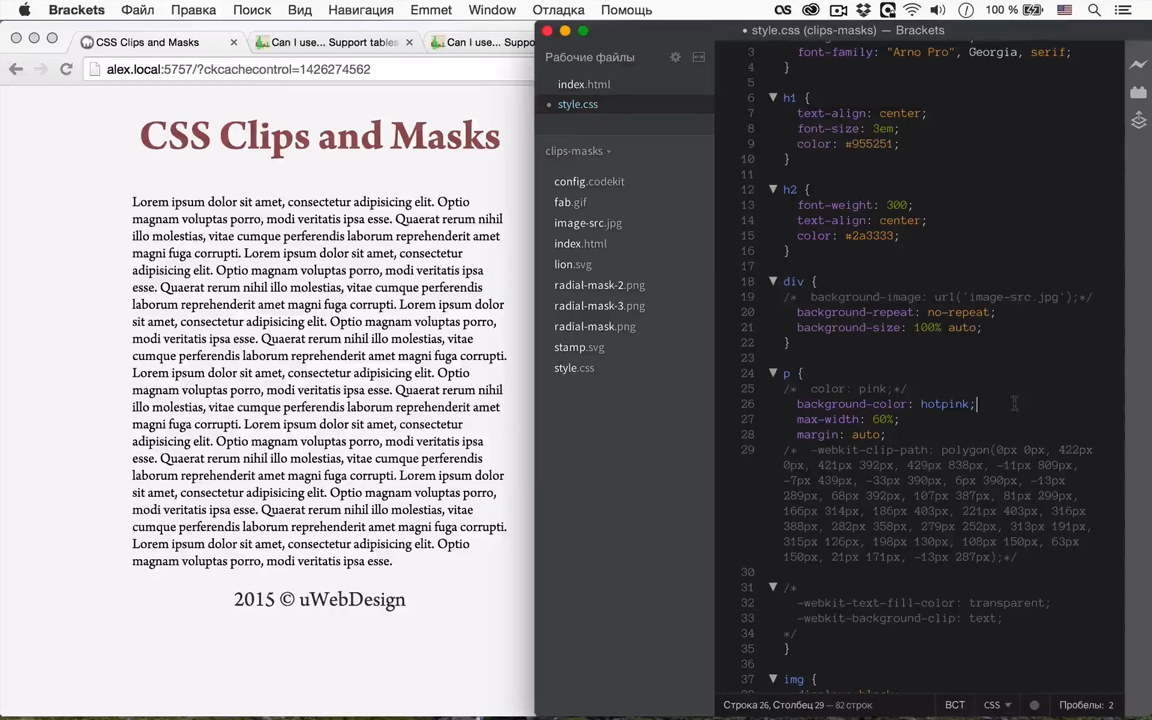 Brackets Файл Правка Поиск Вид Навигация Emmet Window Отладка Помощь 100 %
CSS Clips and Masks × Can I use... Support tables × Can I use... Suppo
alex.local:5757/?ckcachecontrol=1426274562
CSS Clips and Masks
Lorem ipsum dolor sit amet, consectetur adipisicing elit. Optio
magnam voluptas porro, modi veritatis ipsa esse. Quaerat rerum nihil
illo molestias, vitae cumque perferendis laborum reprehenderit amet
magni fuga corrupti. Lorem ipsum dolor sit amet, consectetur
adipisicing elit. Optio magnam voluptas porro, modi veritatis ipsa
esse. Quaerat rerum nihil illo molestias, vitae cumque perferendis
laborum reprehenderit amet magni fuga corrupti. Lorem ipsum dolor
sit amet, consectetur adipisicing elit. Optio magnam voluptas porro,
modi veritatis ipsa esse. Quaerat rerum nihil illo molestias, vitae
cumque perferendis laborum reprehenderit amet magni fuga corrupti.
Lorem ipsum dolor sit amet, consectetur adipisicing elit. Optio
magnam voluptas porro, modi veritatis ipsa esse. Quaerat rerum nihil
illo molestias, vitae cumque perferendis laborum reprehenderit amet
magni fuga corrupti. Lorem ipsum dolor sit amet, consectetur
adipisicing elit. Optio magnam voluptas porro, modi veritatis ipsa
esse. Quaerat rerum nihil illo molestias, vitae cumque perferendis
laborum reprehenderit amet magni fuga corrupti. Lorem ipsum dolor
sit amet, consectetur adipisicing elit. Optio magnam voluptas porro,
modi veritatis ipsa esse. Quaerat rerum nihil illo molestias, vitae
cumque perferendis laborum reprehenderit amet magni fuga corrupti.
Lorem ipsum dolor sit amet, consectetur adipisicing elit. Optio
magnam voluptas porro, modi veritatis ipsa esse.
2015 © uWebDesign
• style.css (clips-masks) — Brackets
Рабочие файлы
index.html
• style.css
clips-masks
config.codekit
fab.gif
image-src.jpg
index.html
lion.svg
radial-mask-2.png
radial-mask-3.png
radial-mask.png
stamp.svg
style.css
3 font-family: "Arno Pro", Georgia, serif;
4 }
5
6 h1 {
7 text-align: center;
8 font-size: 3em;
9 color: #955251;
10 }
11
12 h2 {
13 font-weight: 300;
14 text-align: center;
15 color: #2a3333;
16 }
17
18 div {
19 /* background-image: url('image-src.jpg');*/
20 background-repeat: no-repeat;
21 background-size: 100% auto;
22 }
23
24 p {
25 /* color: pink;*/
26 background-color: hotpink;
27 max-width: 60%;
28 margin: auto;
29 /* -webkit-clip-path: polygon(0px 0px, 422px
0px, 421px 392px, 429px 838px, -11px 809px,
-7px 439px, -33px 390px, 6px 390px, -13px
289px, 68px 392px, 107px 387px, 81px 299px,
166px 314px, 186px 403px, 221px 403px, 316px
388px, 282px 358px, 279px 252px, 313px 191px,
315px 126px, 198px 130px, 108px 150px, 63px
150px, 21px 171px, -13px 287px);*/
30
31 /*
32 -webkit-text-fill-color: transparent;
33 -webkit-background-clip: text;
34 */
35 }
36
37 img {
Строка 26, Столбец 29 — 82 строк ВСТ CSS Пробелы: 2